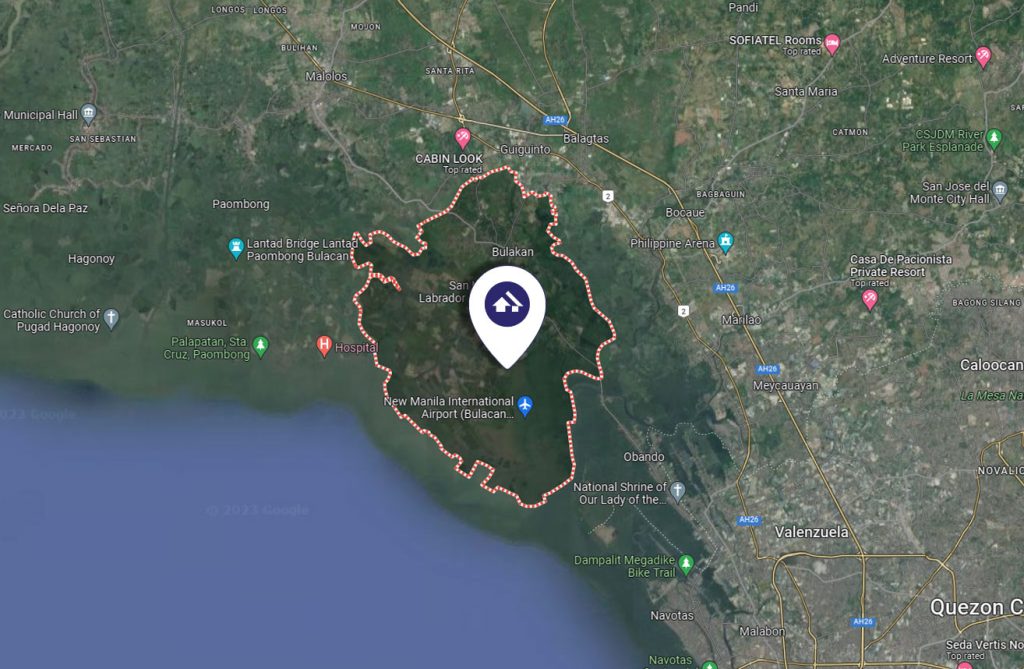 Pandi
LONGOS
LONGOS
MOJON
BULIHAN
SOFIATEL Rooms
Top rated
Adventure Resort
SANTA RITA
Malolos
Santa Maria
Municipal Hall
SAN SEBASTIAN
MERCADO
AH26
Balagtas
CATMON
CSJDM River
Park Esplanade
Guiguinto
CABIN LOOK
Top rated
BAGBAGUIN
2
San Jose del
Monte City Hall
Señora Dela Paz
Paombong
Bocaue
Lantad Bridge Lantad
Paombong Bulacan
Bulakan
Philippine Arena
Hagonoy
Casa De Pacionista
Private Resort
Top rated
San
Labrador
AH26
BAGONG SILANG
Catholic Church of
Pugad Hagonoy
MASUKOL
2
Marilao
Palapatan, Sta.
Cruz, Paombong
Hospital
AH26
Caloocan
Meycauayan
La Mesa Na
New Manila International
Airport (Bulacan...
2023 Google
Obando
NOVALIC
National Shrine of
Our Lady of the...
© 2023 Google
AH26
Valenzuela
Dampalit Megadike
Bike Trail
Navotas
Quezon C
AH26
Malabon
Seda Vertis No
Top rated
Navotas